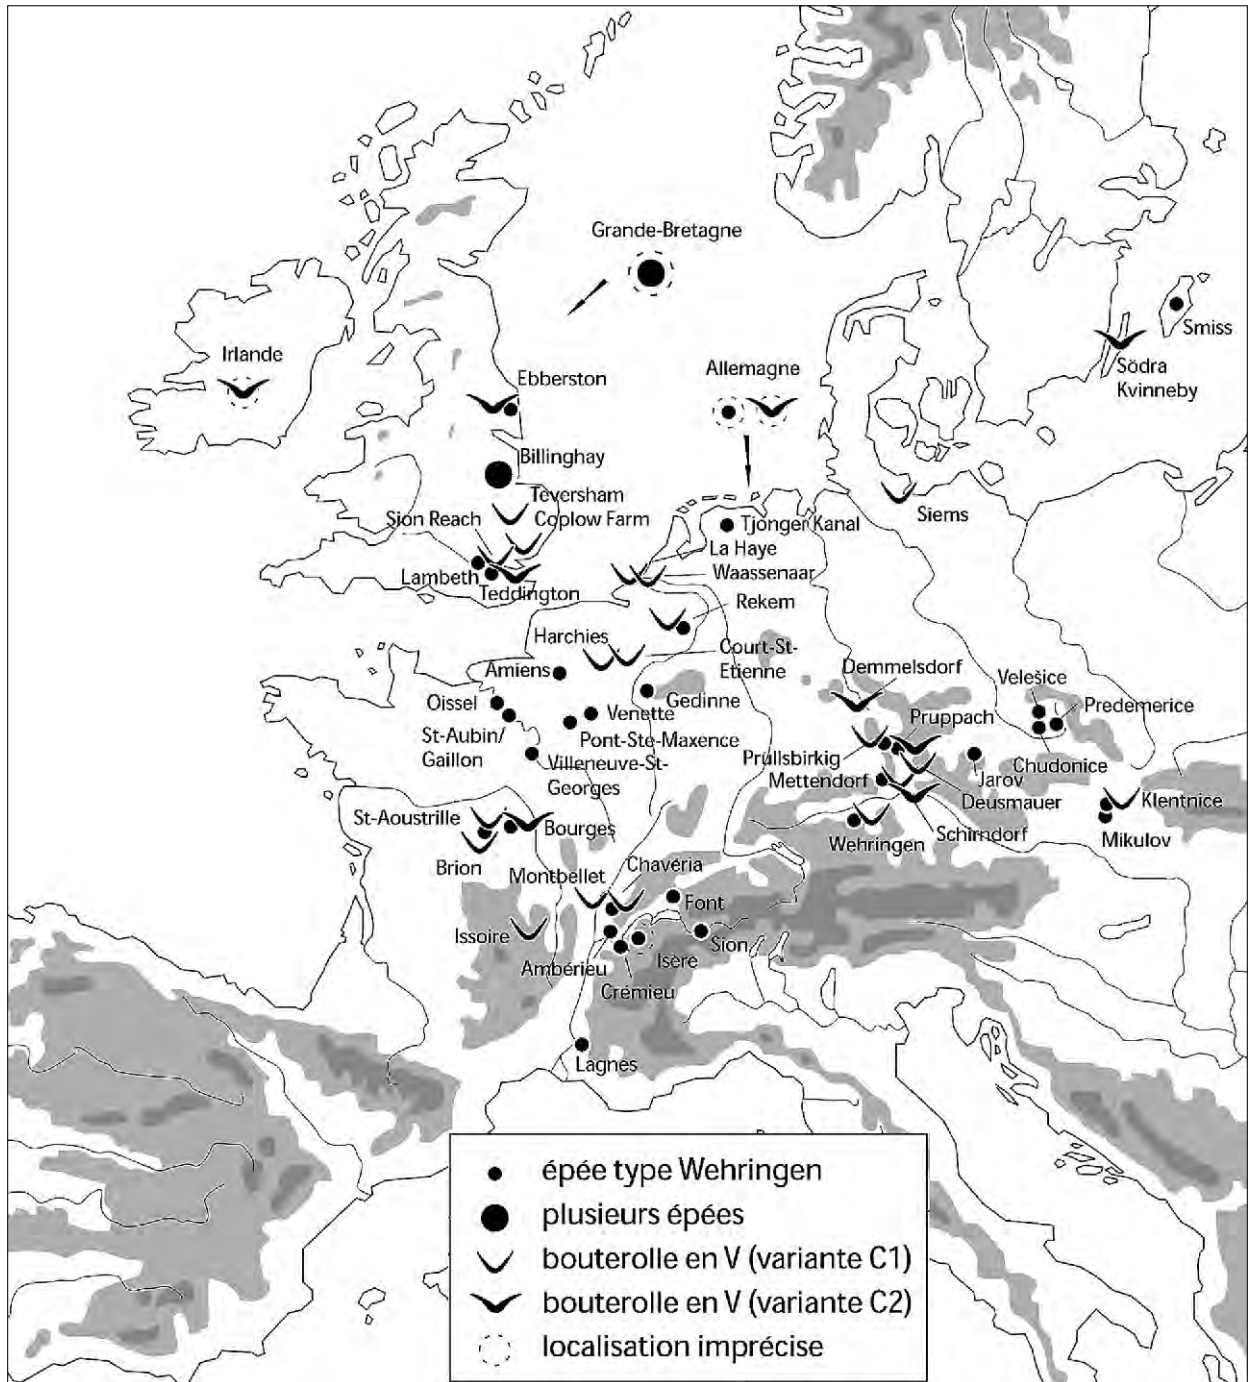 Grande-Bretagne
Smiss
Irlande
Allemagne
Södra
Kvinneby
Ebberston
Billinghay
Teversham
Siems
Sion Reach
Coplow Farm
Tjonger Kanal
La Haye
Lambeth
Waassenaar
Teddington
Rekem
Harchies
Court-St-
Etienne
Amiens
Demmelsdorf
Velešice
Oissel
Gedinne
Predemerice
Venette
Pruppach
St-Aubin/
Gaillon
Pont-Ste-Maxence
Prüllsbirkig
Chudonice
Villeneuve-St-
Georges
Mettendorf
Jarov
Deusmauer
Klentnice
St-Aoustrille
Bourges
Wehringen
Schirndorf
Mikulov
Brion
Montbellet
Chavéria
Font
Issoire
Sion
Ambérieu
Isère
Crémieu
Lagnes
épée type Wehringen
plusieurs épées
bouterolle en V (variante C1)
bouterolle en V (variante C2)
localisation imprécise